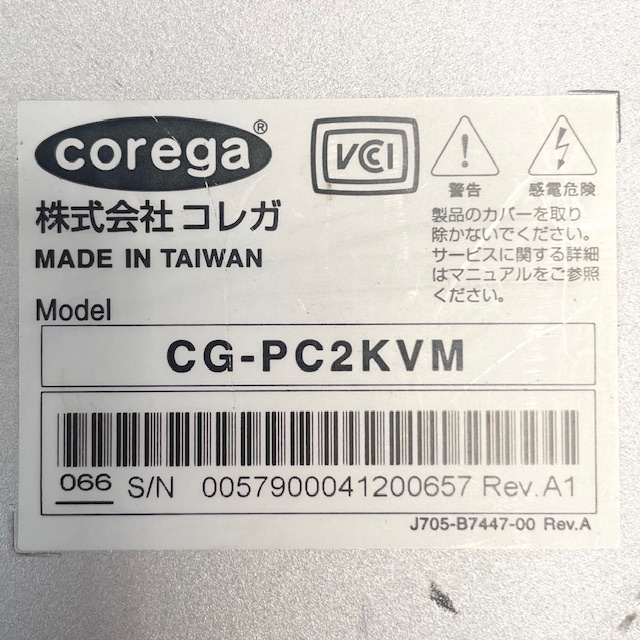 corega®
VCCI
警告
感電危険
株式会社 コレガ
MADE IN TAIWAN
製品のカバーを取り
除かないでください。
サービスに関する詳細
はマニュアルをご参照
ください。
Model
CG-PC2KVM
066 S/N 0057900041200657 Rev.A1
J705-B7447-00 Rev.A